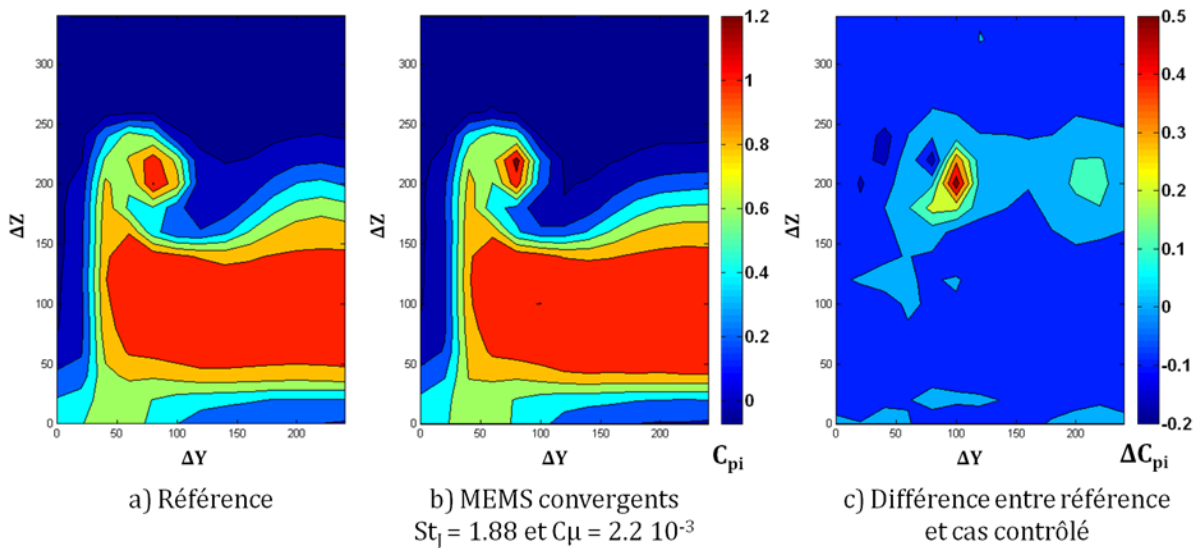 300
250
200
150
100
50
0
ΔZ
0 50 100 150 200
ΔY
300
250
200
150
100
50
0
0 50 100 150 200
ΔY
1.2
1
0.8
0.6
0.4
0.2
0
Cpi
ΔZ
300
250
200
150
100
50
0
0 50 100 150 200
ΔY
0.5
0.4
0.3
0.2
0.1
0
-0.1
-0.2
ΔCpi
a) Référence
b) MEMS convergents
StJ = 1.88 et Cμ = 2.2 10-3
c) Différence entre référence
et cas contrôlé